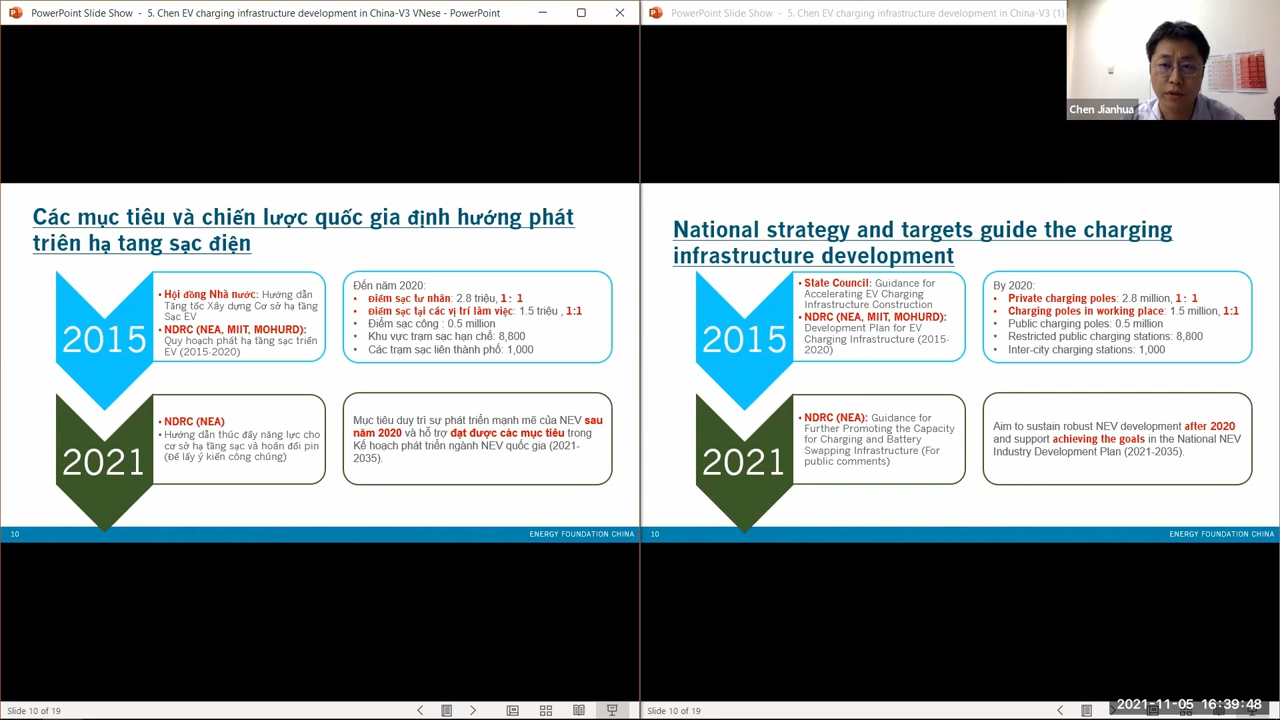 PowerPoint Slide Show - 5. Chen EV charging infrastructure development in China-V3 VNese - PowerPoint
Các mục tiêu và chiến lược quốc gia định hướng phát
triên hạ tang sạc điện
2015
• Hội đồng Nhà nước: Hướng dẫn
Tăng tốc Xây dựng Cơ sở hạ tầng
Sạc EV
• NDRC (NEA, MIIT, MOHURD):
Quy hoạch phát hạ tầng sạc triển
EV (2015-2020)
Đến năm 2020:
• Điểm sạc tư nhân: 2.8 triệu, 1: 1
• Điểm sạc tại các vị trí làm việc: 1.5 triệu , 1:1
• Điểm sạc công : 0.5 million
• Khu vực trạm sạc hạn chế: 8,800
• Các trạm sạc liên thành phố: 1,000
2021
• NDRC (NEA)
• Hướng dẫn thúc đẩy năng lực cho
cơ sở hạ tầng sạc và hoán đổi pin
(Để lấy ý kiến công chúng)
Mục tiêu duy trì sự phát triển mạnh mẽ của NEV sau
năm 2020 và hỗ trợ đạt được các mục tiêu trong
Kế hoạch phát triển ngành NEV quốc gia (2021-
2035).
10
ENERGY FOUNDATION CHINA
Slide 10 of 19
PowerPoint Slide Show - 5. Chen EV charging infrastructure development in China-V3 (1)
Chen Jianhua
National strategy and targets guide the charging
infrastructure development
2015
• State Council: Guidance for
Accelerating EV Charging
Infrastructure Construction
• NDRC (NEA, MIIT, MOHURD):
Development Plan for EV
Charging Infrastructure (2015-
2020)
By 2020:
• Private charging poles: 2.8 million, 1: 1
• Charging poles in working place: 1.5 million, 1:1
• Public charging poles: 0.5 million
• Restricted public charging stations: 8,800
• Inter-city charging stations: 1,000
2021
• NDRC (NEA): Guidance for
Further Promoting the Capacity
for Charging and Battery
Swapping Infrastructure (For
public comments)
Aim to sustain robust NEV development after 2020
and support achieving the goals in the National NEV
Industry Development Plan (2021-2035).
10
ENERGY FOUNDATION CHINA
Slide 10 of 19
2021-11-05 16:39:48